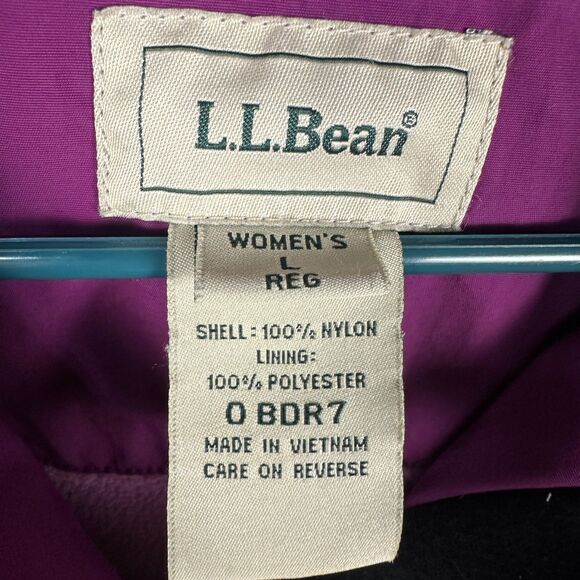 L.L.Bean®
WOMEN'S
L
REG
SHELL: 100% NYLON
LINING:
100% POLYESTER
0 BDR7
MADE IN VIETNAM
CARE ON REVERSE